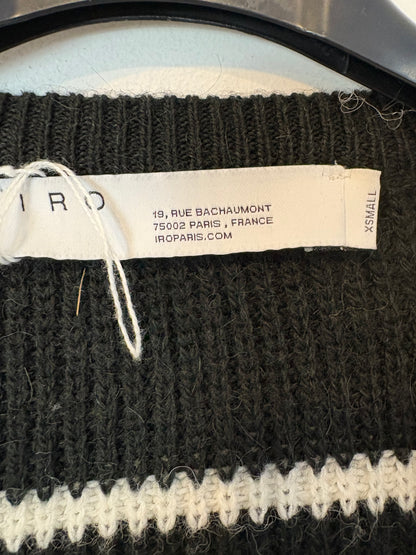 IRO
19, RUE BACHAUMONT
75002 PARIS , FRANCE
IROPARIS.COM
XSMALL